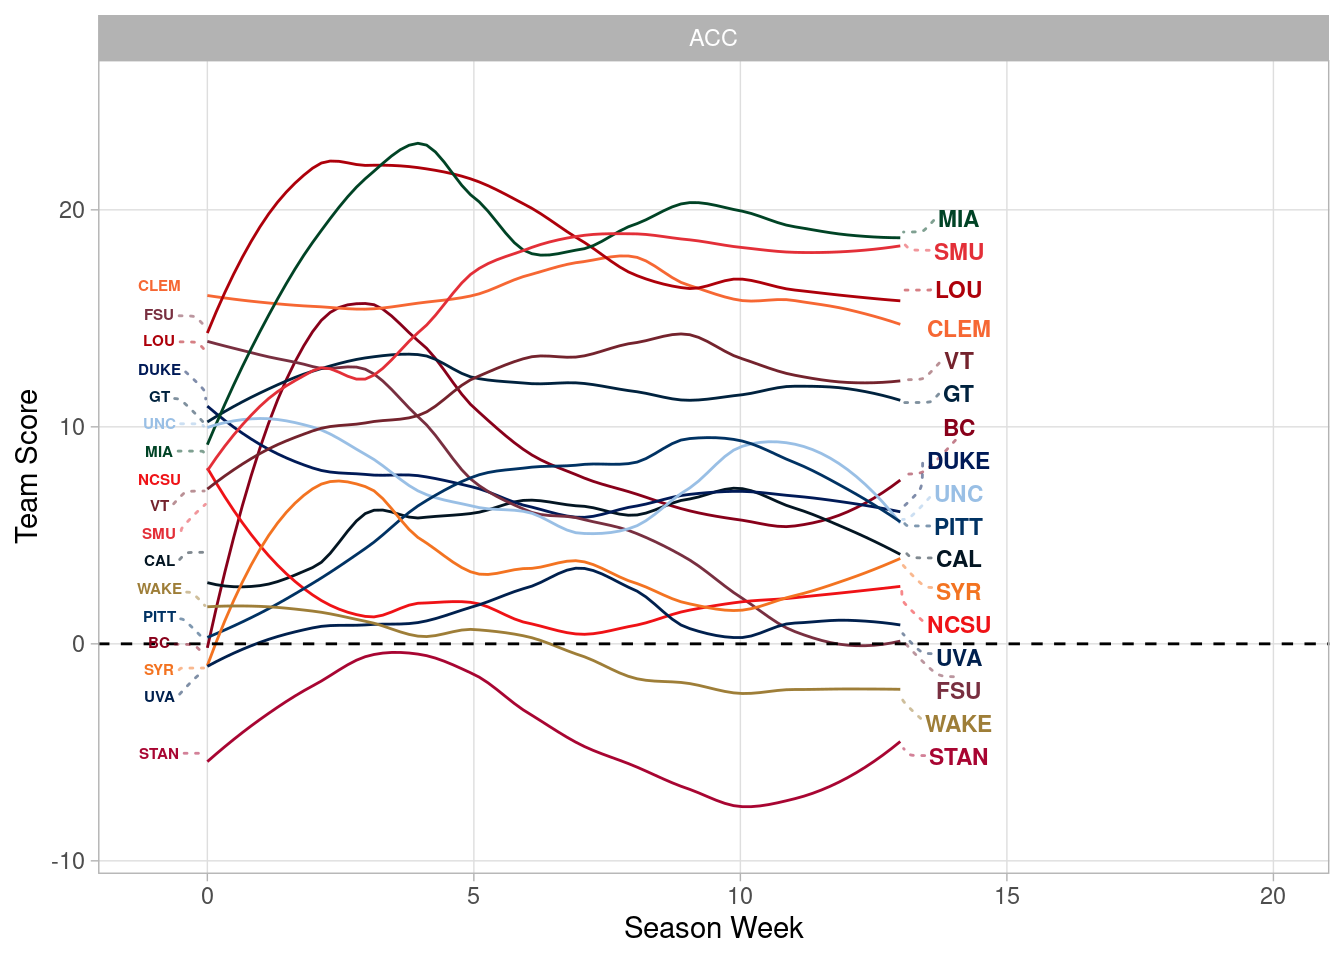 ACC
Team Score
20
10
0
-10
CLEM
FSU
LOU
DUKE
GT
UNC
MIA
NCSU
VT
SMU
CAL
WAKE
PITT
BC
SYR
UVA
STAN
MIA
SMU
LOU
CLEM
VT
GT
BC
DUKE
UNC
PITT
CAL
SYR
NCSU
UVA
FSU
WAKE
STAN
0 5 10 15 20
Season Week